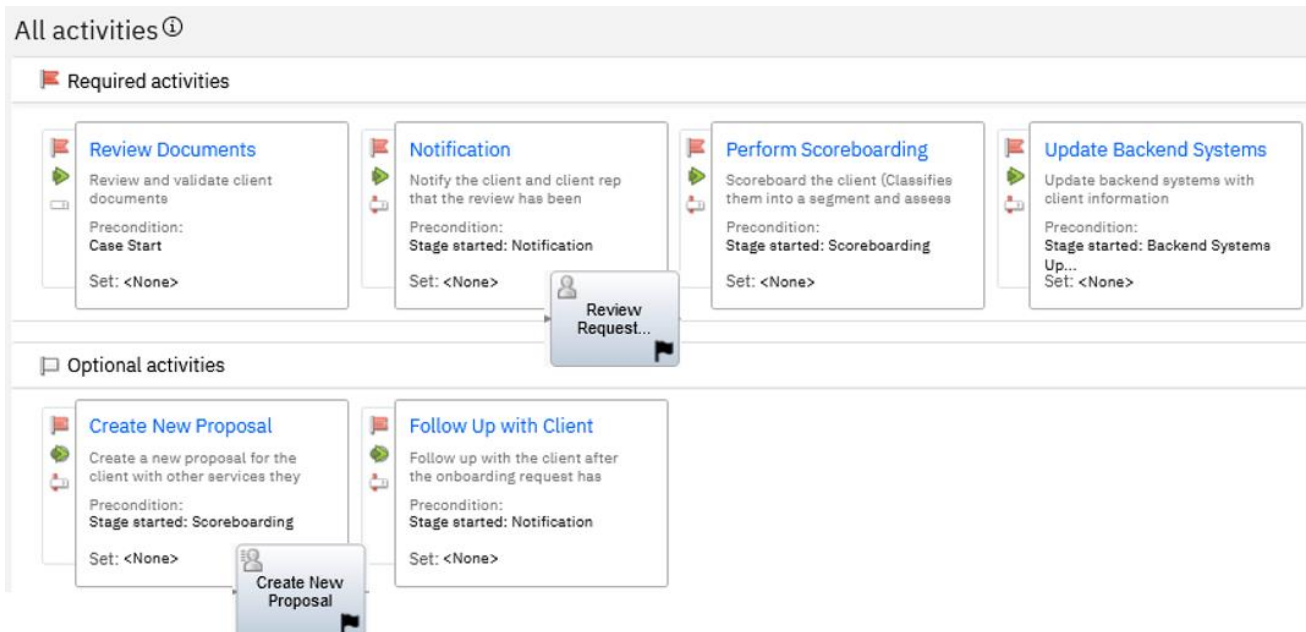 All activities
Required activities
Review Documents
Review and validate client
documents
Precondition:
Case Start
Set: <None>
Notification
Notify the client and client rep
that the review has been
Precondition:
Stage started: Notification
Set: <None>
Perform Scoreboarding
Scoreboard the client (Classifies
them into a segment and assess
Precondition:
Stage started: Scoreboarding
Set: <None>
Update Backend Systems
Update backend systems with
client information
Precondition:
Stage started: Backend Systems
Up...
Set: <None>
Review
Request...
Optional activities
Create New Proposal
Create a new proposal for the
client with other services they
Precondition:
Stage started: Scoreboarding
Set: <None>
Follow Up with Client
Follow up with the client after
the onboarding request has
Precondition:
Stage started: Notification
Set: <None>
Create New
Proposal